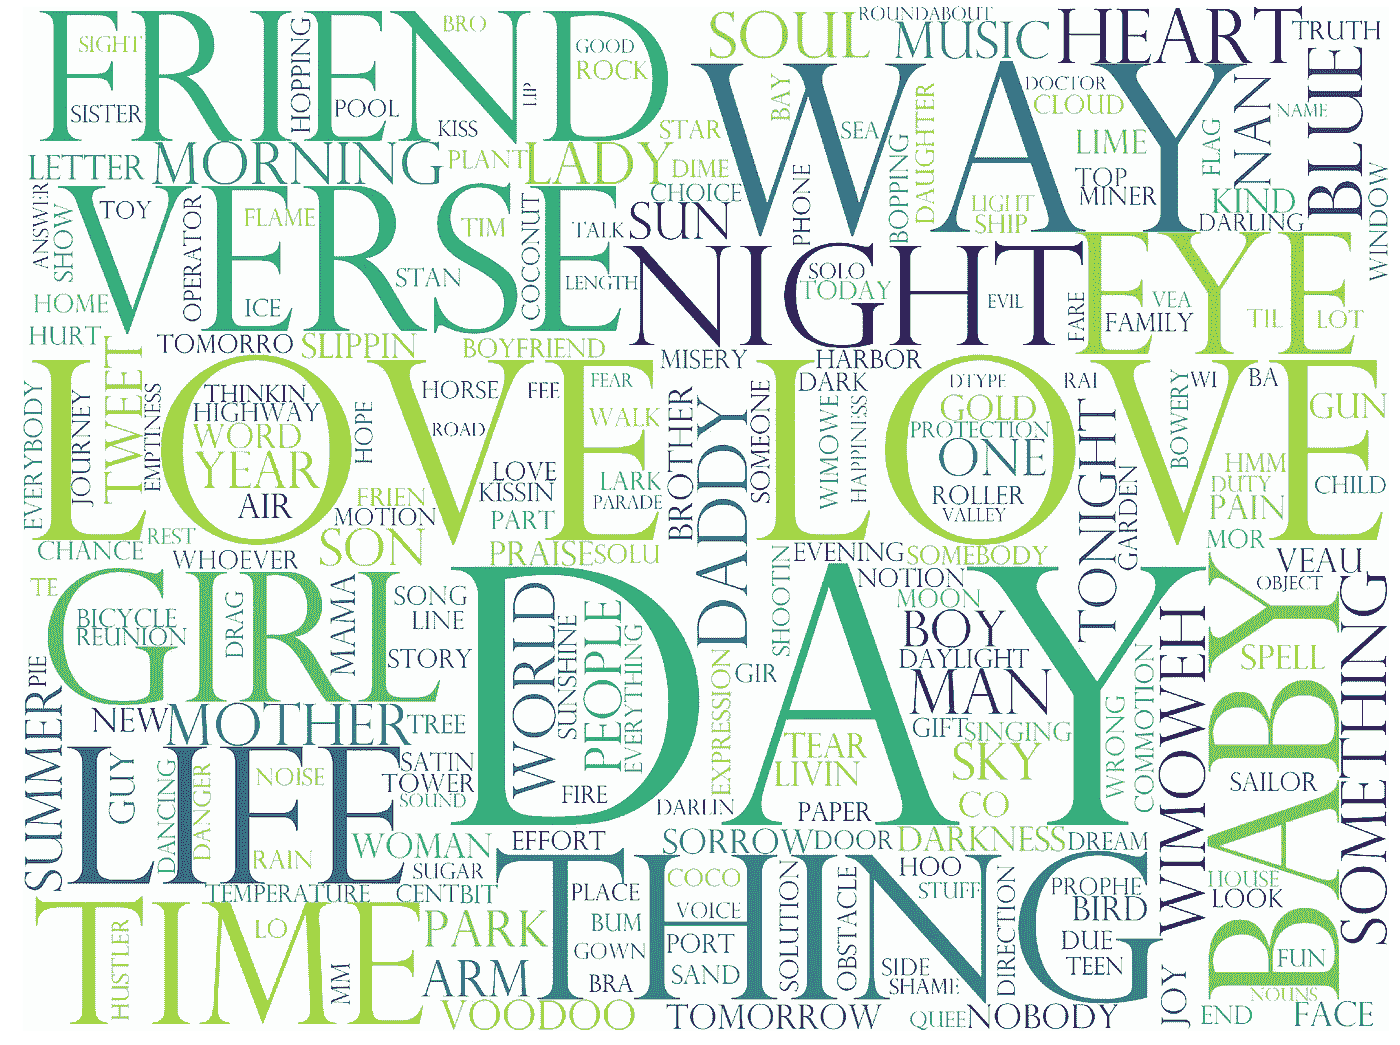 FRIEND
SIGHT
SISTER
HOPPING
POOL
BRO
KISS
LIP
GOOD
ROCK
SOUL
ROUNDABOUT
MUSIC
HEART
TRUTH
STAR
WAY
BAY
SEA
DOCTOR
CLOUD
LIME
FLAG
NAN
NAME
BLUE
LETTER
MORNING
PLANT
LADY
DIME
CHOICE
PHONE
BOPPING
DAUGHTER
LIGHT
SHIP
TOP
MINER
KIND
DARLING
WINDOW
ANSWER
SHOW
VERSE
TOY
OPERATOR
FLAME
ICE
STAN
TIM
COCONUT
TALK
LENGTH
SUN
NIGHT
SOLO
TODAY
EVIL
FARE
EYE
VEA
FAMILY
TIL
LOT
HOME
HURT
TOMORRO
SLIPPIN
BOYFRIEND
MISERY
HARBOR
LOVE
LOVE
EVERYBODY
JOURNEY
TWEET
EMPTINESS
THINKIN
HIGHWAY
WORD
YEAR
AIR
HOPE
HORSE
ROAD
FEE
FEAR
WALK
LOVE
KISSIN
LARK
PARADE
FRIEN
MOTION
PART
BROTHER
DADDY
SOMEONE
DARK
WIMOWE
HAPPINESS
DTYPE
GOLD
PROTECTION
ONE
ROLLER
VALLEY
RAI
TONIGHT
GARDEN
BOWERY
WI
BA
GUN
HMM
DUTY
PAIN
CHILD
MOR
CHANCE
REST
WHOEVER
SON
PRAISE
SOLU
EVENING
SOMEBODY
VEAU
OBJECT
TE
GIRL
BICYCLE
REUNION
DRAG
MAMA
SONG
LINE
STORY
DAY
WORLD
SUNSHINE
PEOPLE
EVERYTHING
SHOOTIN
NOTION
MOON
BOY
DAYLIGHT
MAN
GIFT
SINGING
SKY
CO
GIR
EXPRESSION
TEAR
LIVIN
PAPER
DARLIN
WRONG
COMMOTION
WIMOWEH
BABY
SPELL
SAILOR
SOMETHING
PIE
SUMMER
NEW
MOTHER
TREE
LIFE
GUY
DANCING
DANGER
NOISE
RAIN
SATIN
TOWER
SOUND
FIRE
WOMAN
EFFORT
SORROW
DOOR
DARKNESS
DREAM
SUGAR
TEMPERATURE
CENT
BIT
THING
PLACE
BUM
GOWN
BRA
COCO
VOICE
PORT
SAND
SOLUTION
OBSTACLE
HOO
STUFF
SIDE
SHAME
DIRECTION
PROPHE
BIRD
DUE
TEEN
HOUSE
LOOK
FUN
NOUNS
TIME
HUSTLER
LO
MM
PARK
ARM
VOODOO
TOMORROW
QUEE
NOBODY
JOY
END
FACE